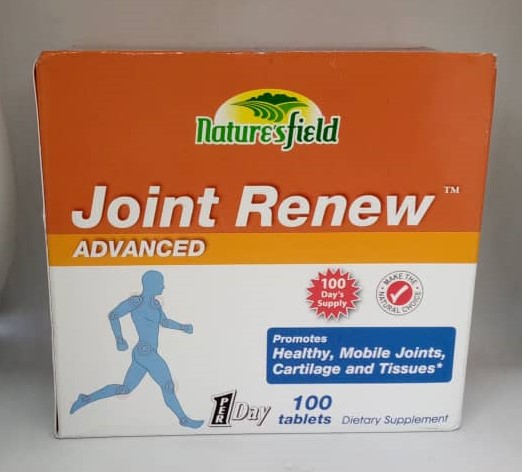 Nature'sfield
Joint Renew™
ADVANCED
100
Day's
Supply
MAKE THE
NATURAL CHOICE
Promotes
Healthy, Mobile Joints,
Cartilage and Tissues*
1 PER Day
100
tablets
Dietary Supplement